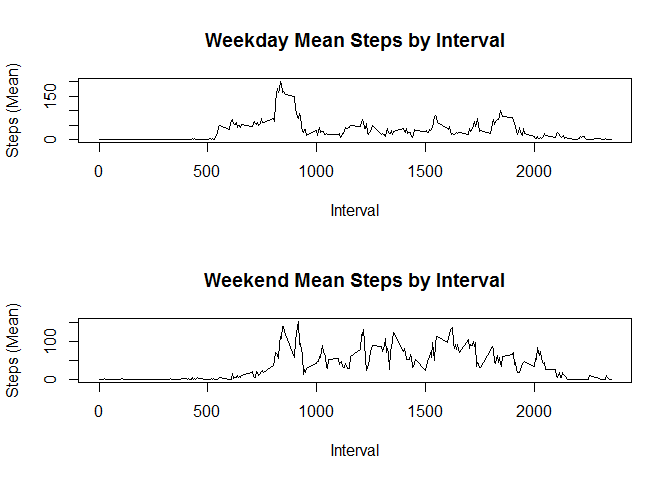 Weekday Mean Steps by Interval
Steps (Mean)
150
0
0 500 1000 1500 2000
Interval
Weekend Mean Steps by Interval
Steps (Mean)
100
0
0 500 1000 1500 2000
Interval